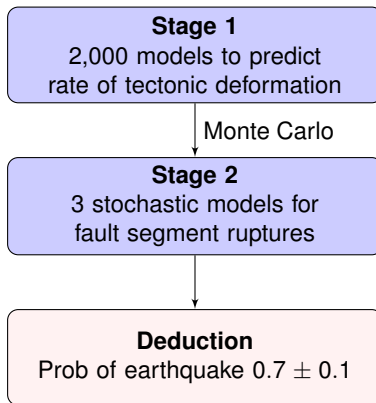 Stage 1
2,000 models to predict
rate of tectonic deformation
Monte Carlo
Stage 2
3 stochastic models for
fault segment ruptures
Deduction
Prob of earthquake 0.7 ± 0.1